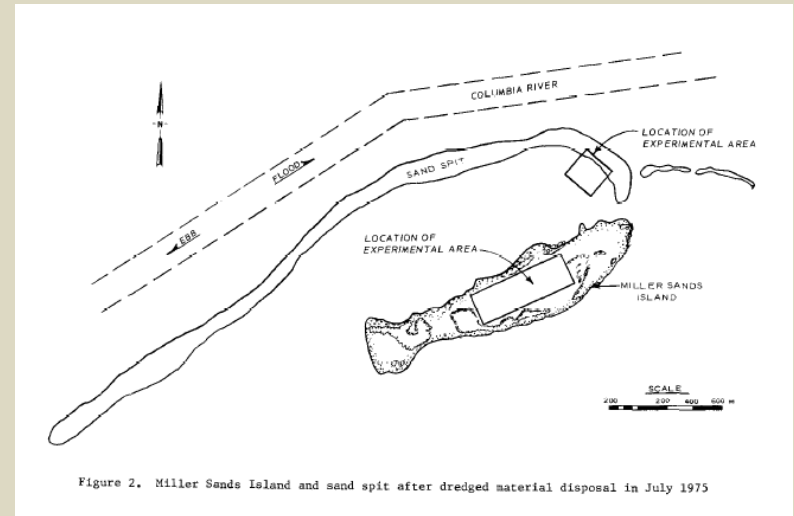 COLUMBIA RIVER
-N-
LOCATION OF
EXPERIMENTAL AREA
FLOOD
SAND SPIT
EBB
LOCATION OF
EXPERIMENTAL AREA
MILLER SANDS
ISLAND
SCALE
200 200 400 600 M
Figure 2. Miller Sands Island and sand spit after dredged material disposal in July 1975